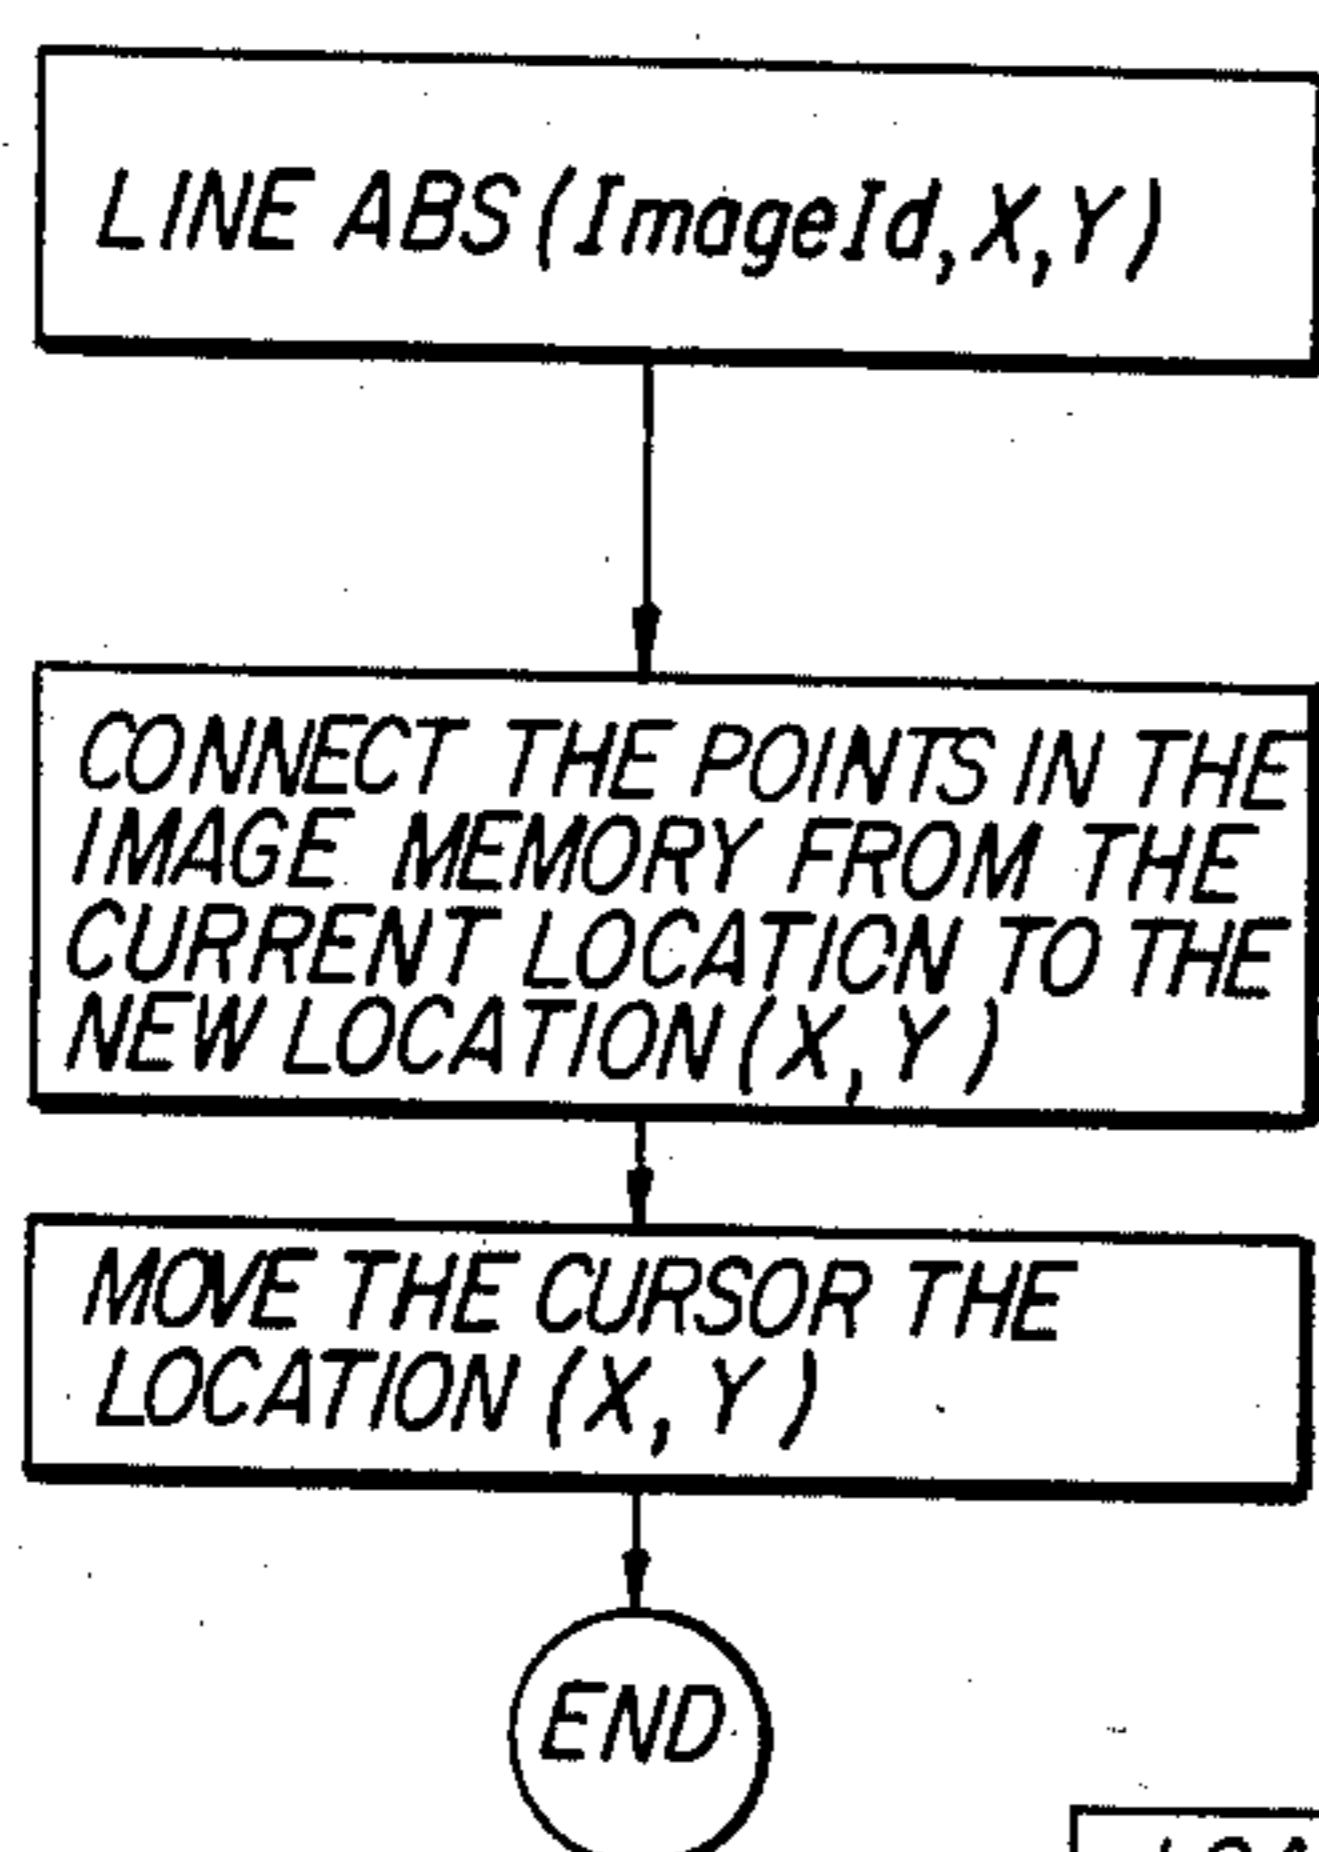 LINE ABS (ImageId, X, Y)
CONNECT THE POINTS IN THE
IMAGE MEMORY FROM THE
CURRENT LOCATION TO THE
NEW LOCATION (X, Y)
MOVE THE CURSOR THE
LOCATION (X, Y)
END